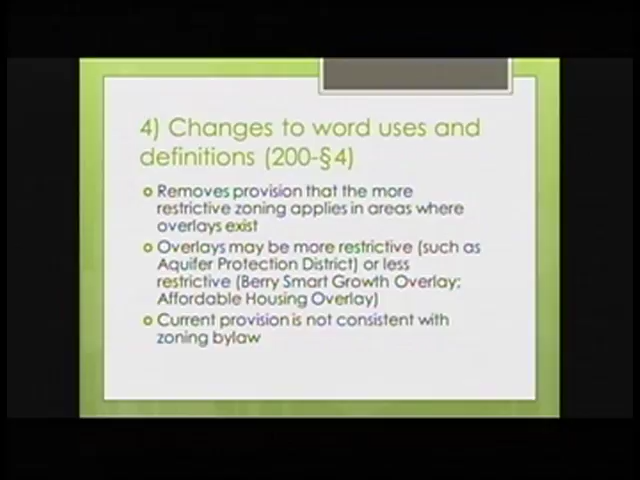 4) Changes to word uses and
definitions (200-§4)
Removes provision that the more
restrictive zoning applies in areas where
overlays exist
Overlays may be more restrictive (such as
Aquifer Protection District) or less
restrictive (Berry Smart Growth Overlay;
Affordable Housing Overlay)
Current provision is not consistent with
zoning bylaw